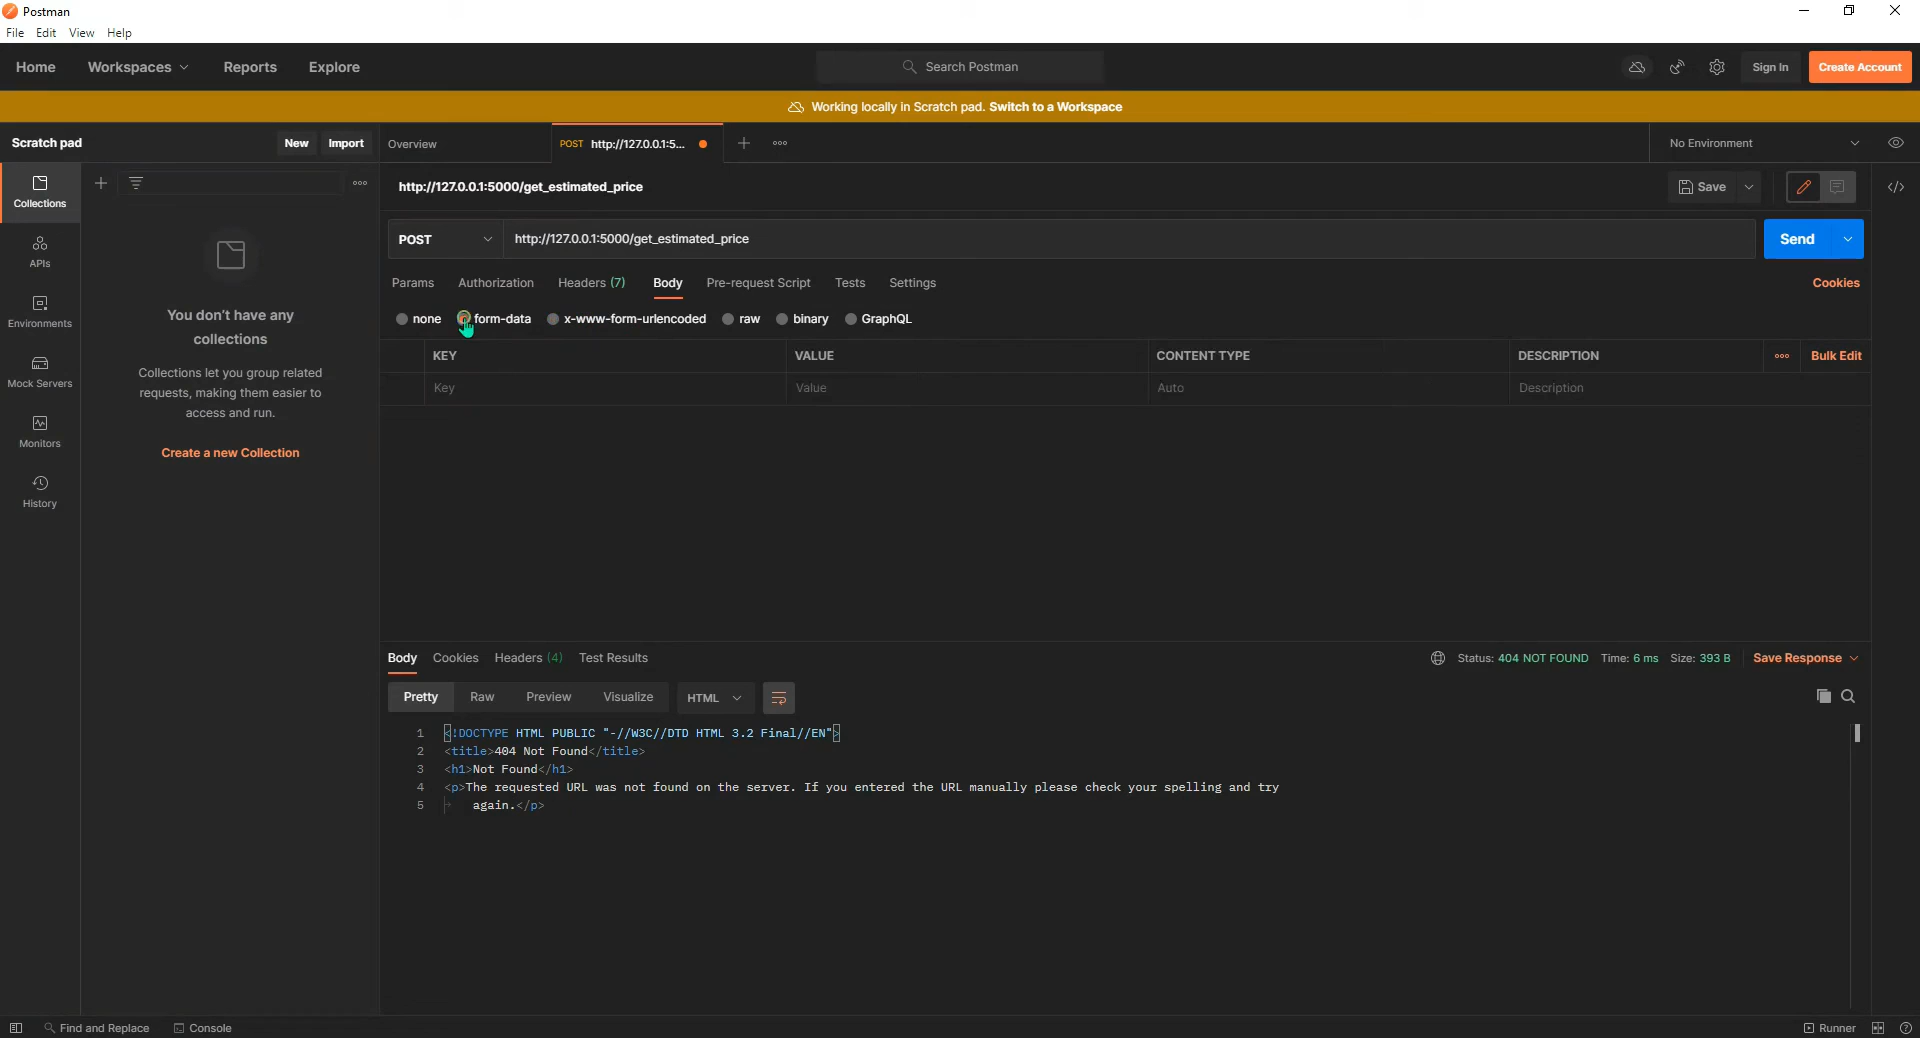 Postman
File Edit View Help
Home Workspaces Reports Explore Search Postman Sign In Create Account
Working locally in Scratch pad. Switch to a Workspace
Scratch pad New Import Overview POST http://127.0.0.1:5... No Environment
Collections
http://127.0.0.1:5000/get_estimated_price Save
POST http://127.0.0.1:5000/get_estimated_price Send
APIs
Params Authorization Headers (7) Body Pre-request Script Tests Settings Cookies
Environments
You don't have any
collections
none form-data x-www-form-urlencoded raw binary GraphQL
KEY VALUE CONTENT TYPE DESCRIPTION Bulk Edit
Key Value Auto Description
Mock Servers
Collections let you group related
requests, making them easier to
access and run.
Monitors
Create a new Collection
History
Body Cookies Headers (4) Test Results Status: 404 NOT FOUND Time: 6 ms Size: 393 B Save Response
Pretty Raw Preview Visualize HTML
1 <!DOCTYPE HTML PUBLIC "-//W3C//DTD HTML 3.2 Final//EN">
2 <title>404 Not Found</title>
3 <h1>Not Found</h1>
4 <p>The requested URL was not found on the server. If you entered the URL manually please check your spelling and try
5 again.</p>
Find and Replace Console Runner